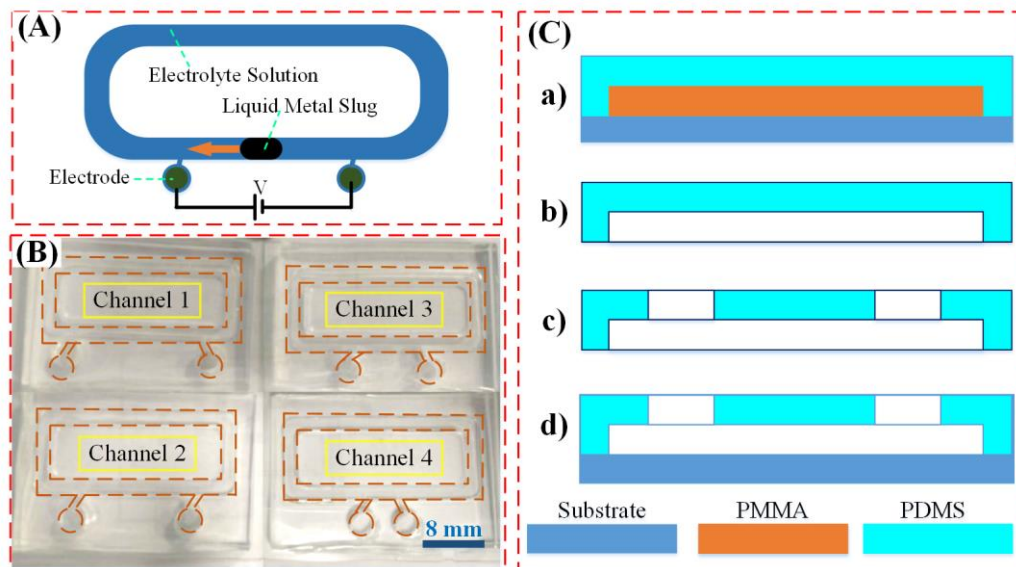 (A)
Electrolyte Solution
Liquid Metal Slug
Electrode
V
(B)
Channel 1
Channel 3
Channel 2
Channel 4
8 mm
(C)
a)
b)
c)
d)
Substrate
PMMA
PDMS